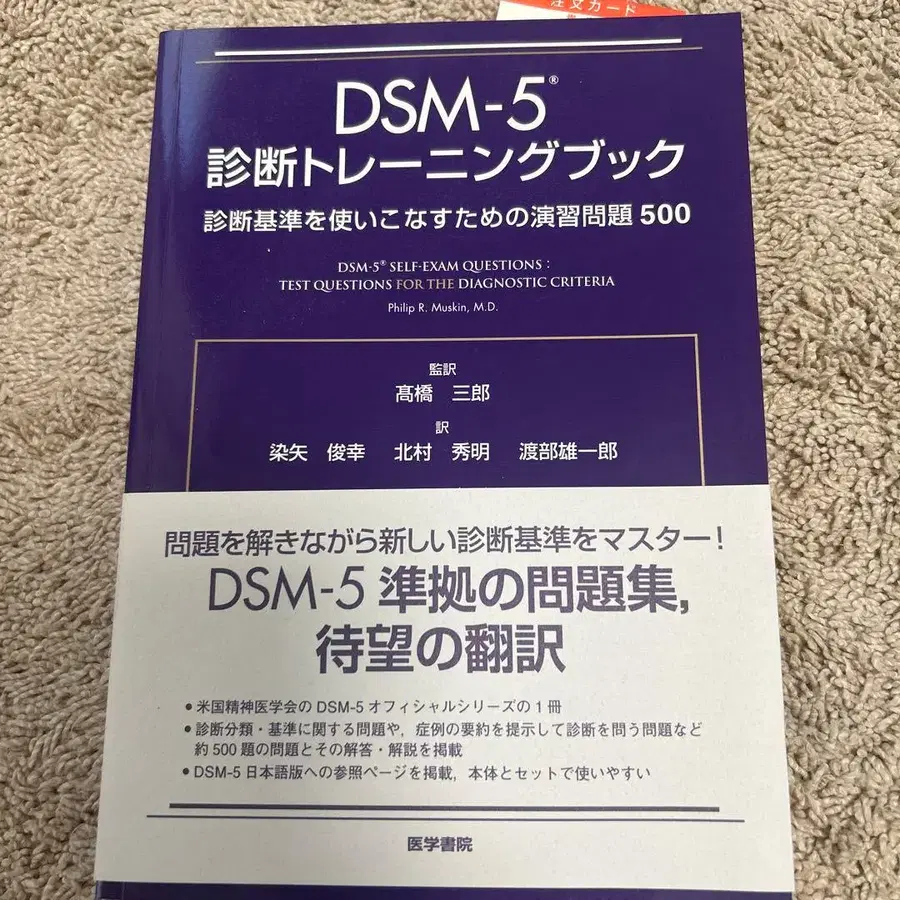 注文カード
DSM-5®
診断トレーニングブック
診断基準を使いこなすための演習問題 500
DSM-5® SELF-EXAM QUESTIONS :
TEST QUESTIONS FOR THE DIAGNOSTIC CRITERIA
Philip R. Muskin, M.D.
監訳
髙橋 三郎
訳
染矢 俊幸 北村 秀明 渡部雄一郎
問題を解きながら新しい診断基準をマスター!
DSM-5 準拠の問題集,
待望の翻訳
• 米国精神医学会の DSM-5 オフィシャルシリーズの 1 冊
• 診断分類・基準に関する問題や, 症例の要約を提示して診断を問う問題など
約 500 題の問題とその解答・解説を掲載
• DSM-5 日本語版への参照ページを掲載, 本体とセットで使いやすい
医学書院